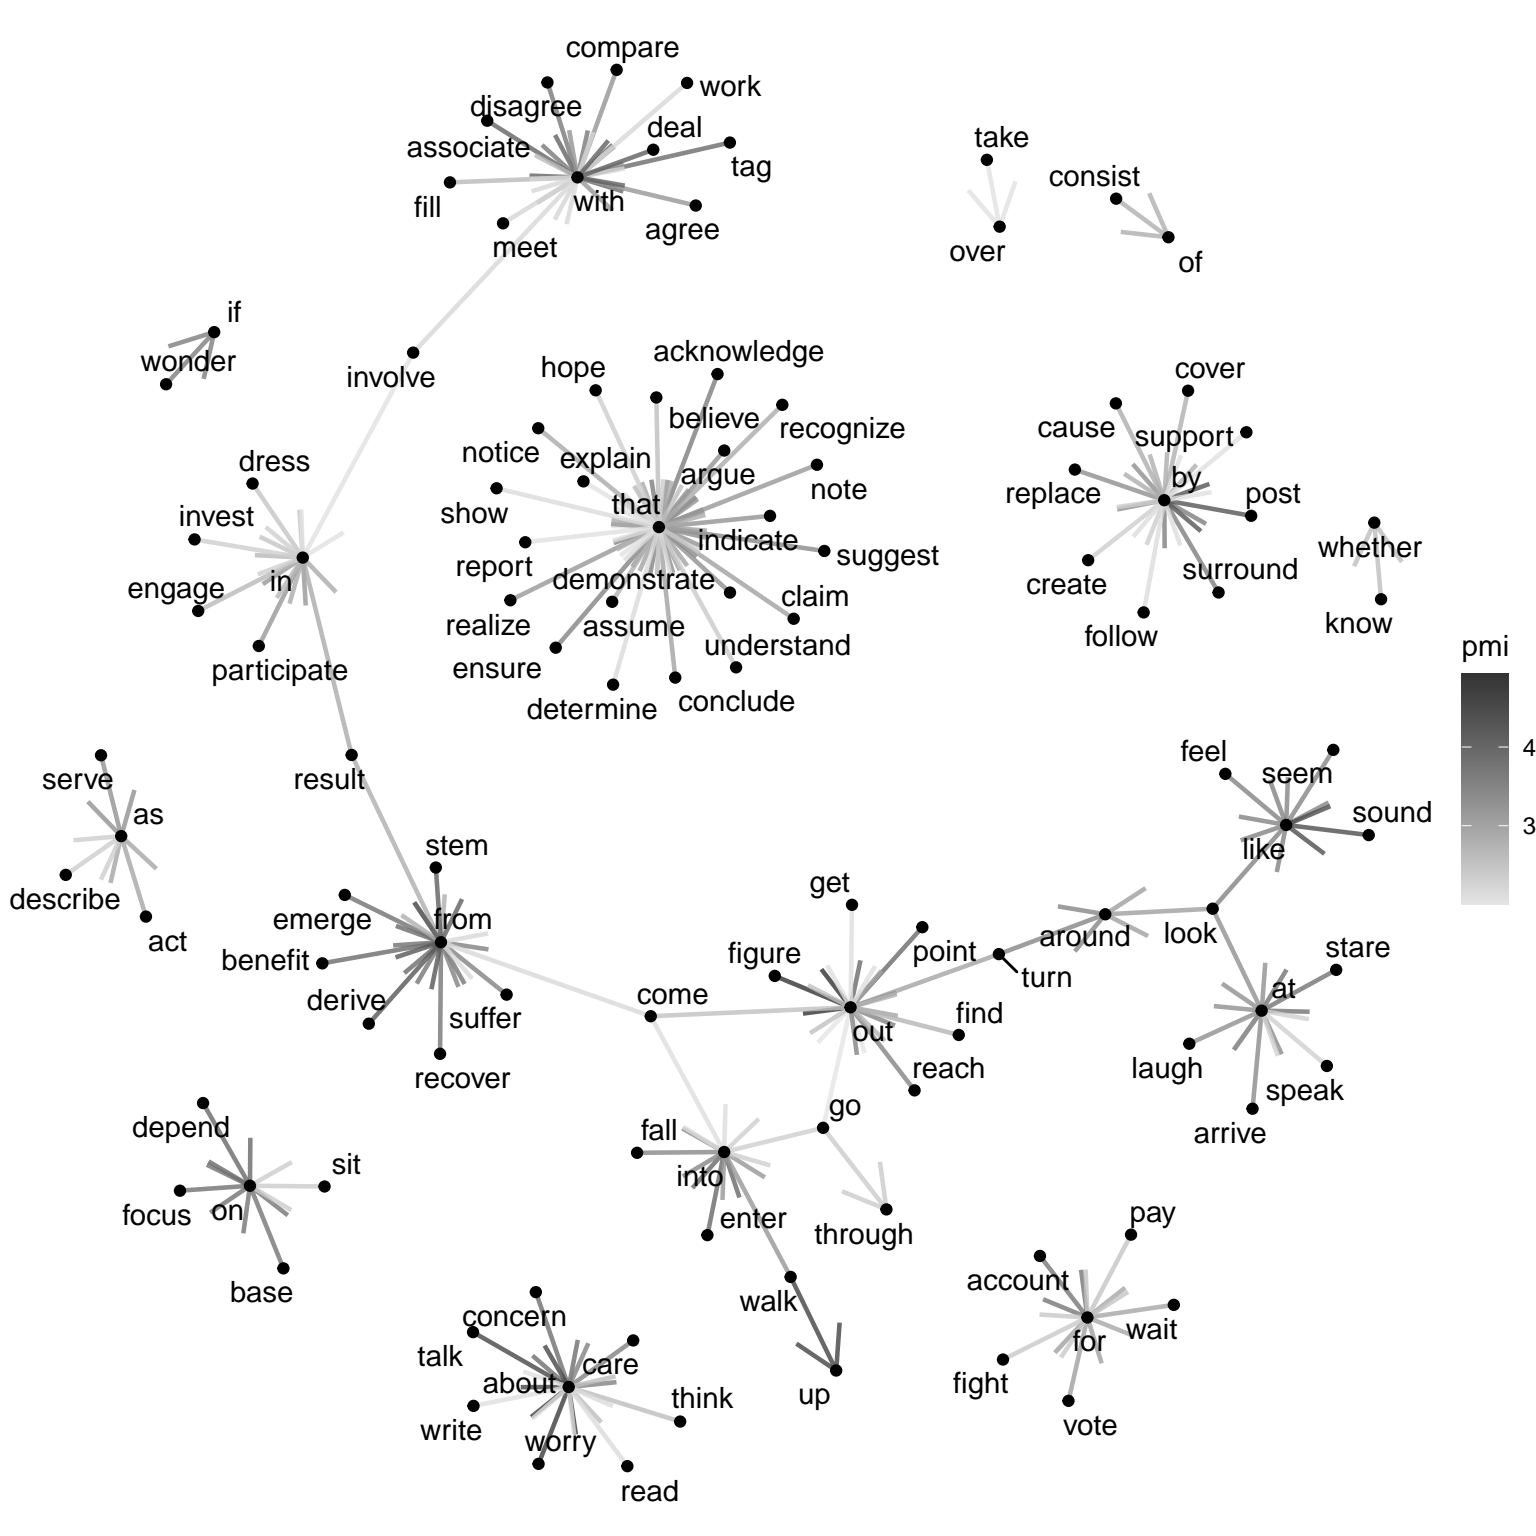 compare
work
disagree
deal
associate
tag
fill
with
agree
meet
take
consist
over
of
if
wonder
involve
hope
acknowledge
believe
recognize
notice
explain
argue
note
show
that
indicate
suggest
report
demonstrate
claim
realize
assume
understand
ensure
determine
conclude
cover
cause
support
by
replace
post
create
surround
follow
whether
know
dress
invest
in
engage
participate
pmi
4
3
result
serve
as
describe
act
stem
emerge
from
benefit
derive
suffer
recover
feel
seem
sound
like
get
figure
point
around
look
turn
come
find
out
reach
stare
at
laugh
speak
arrive
go
fall
into
enter
through
walk
up
depend
sit
focus
on
base
pay
account
for
wait
fight
vote
concern
talk
care
about
think
write
worry
read